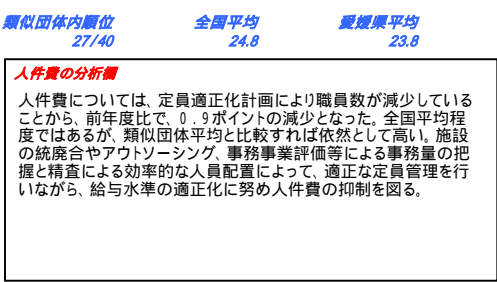 類似団体内順位 全国平均 愛媛県平均
27/40 24.8 23.8
人件費の分析欄
人件費については、定員適正化計画により職員数が減少している
ことから、前年度比で、0.9ポイントの減少となった。全国平均程
度ではあるが、類似団体平均と比較すれば依然として高い。施設
の統廃合やアウトソーシング、事務事業評価等による事務量の把
握と精査による効率的な人員配置によって、適正な定員管理を行
いながら、給与水準の適正化に努め人件費の抑制を図る。